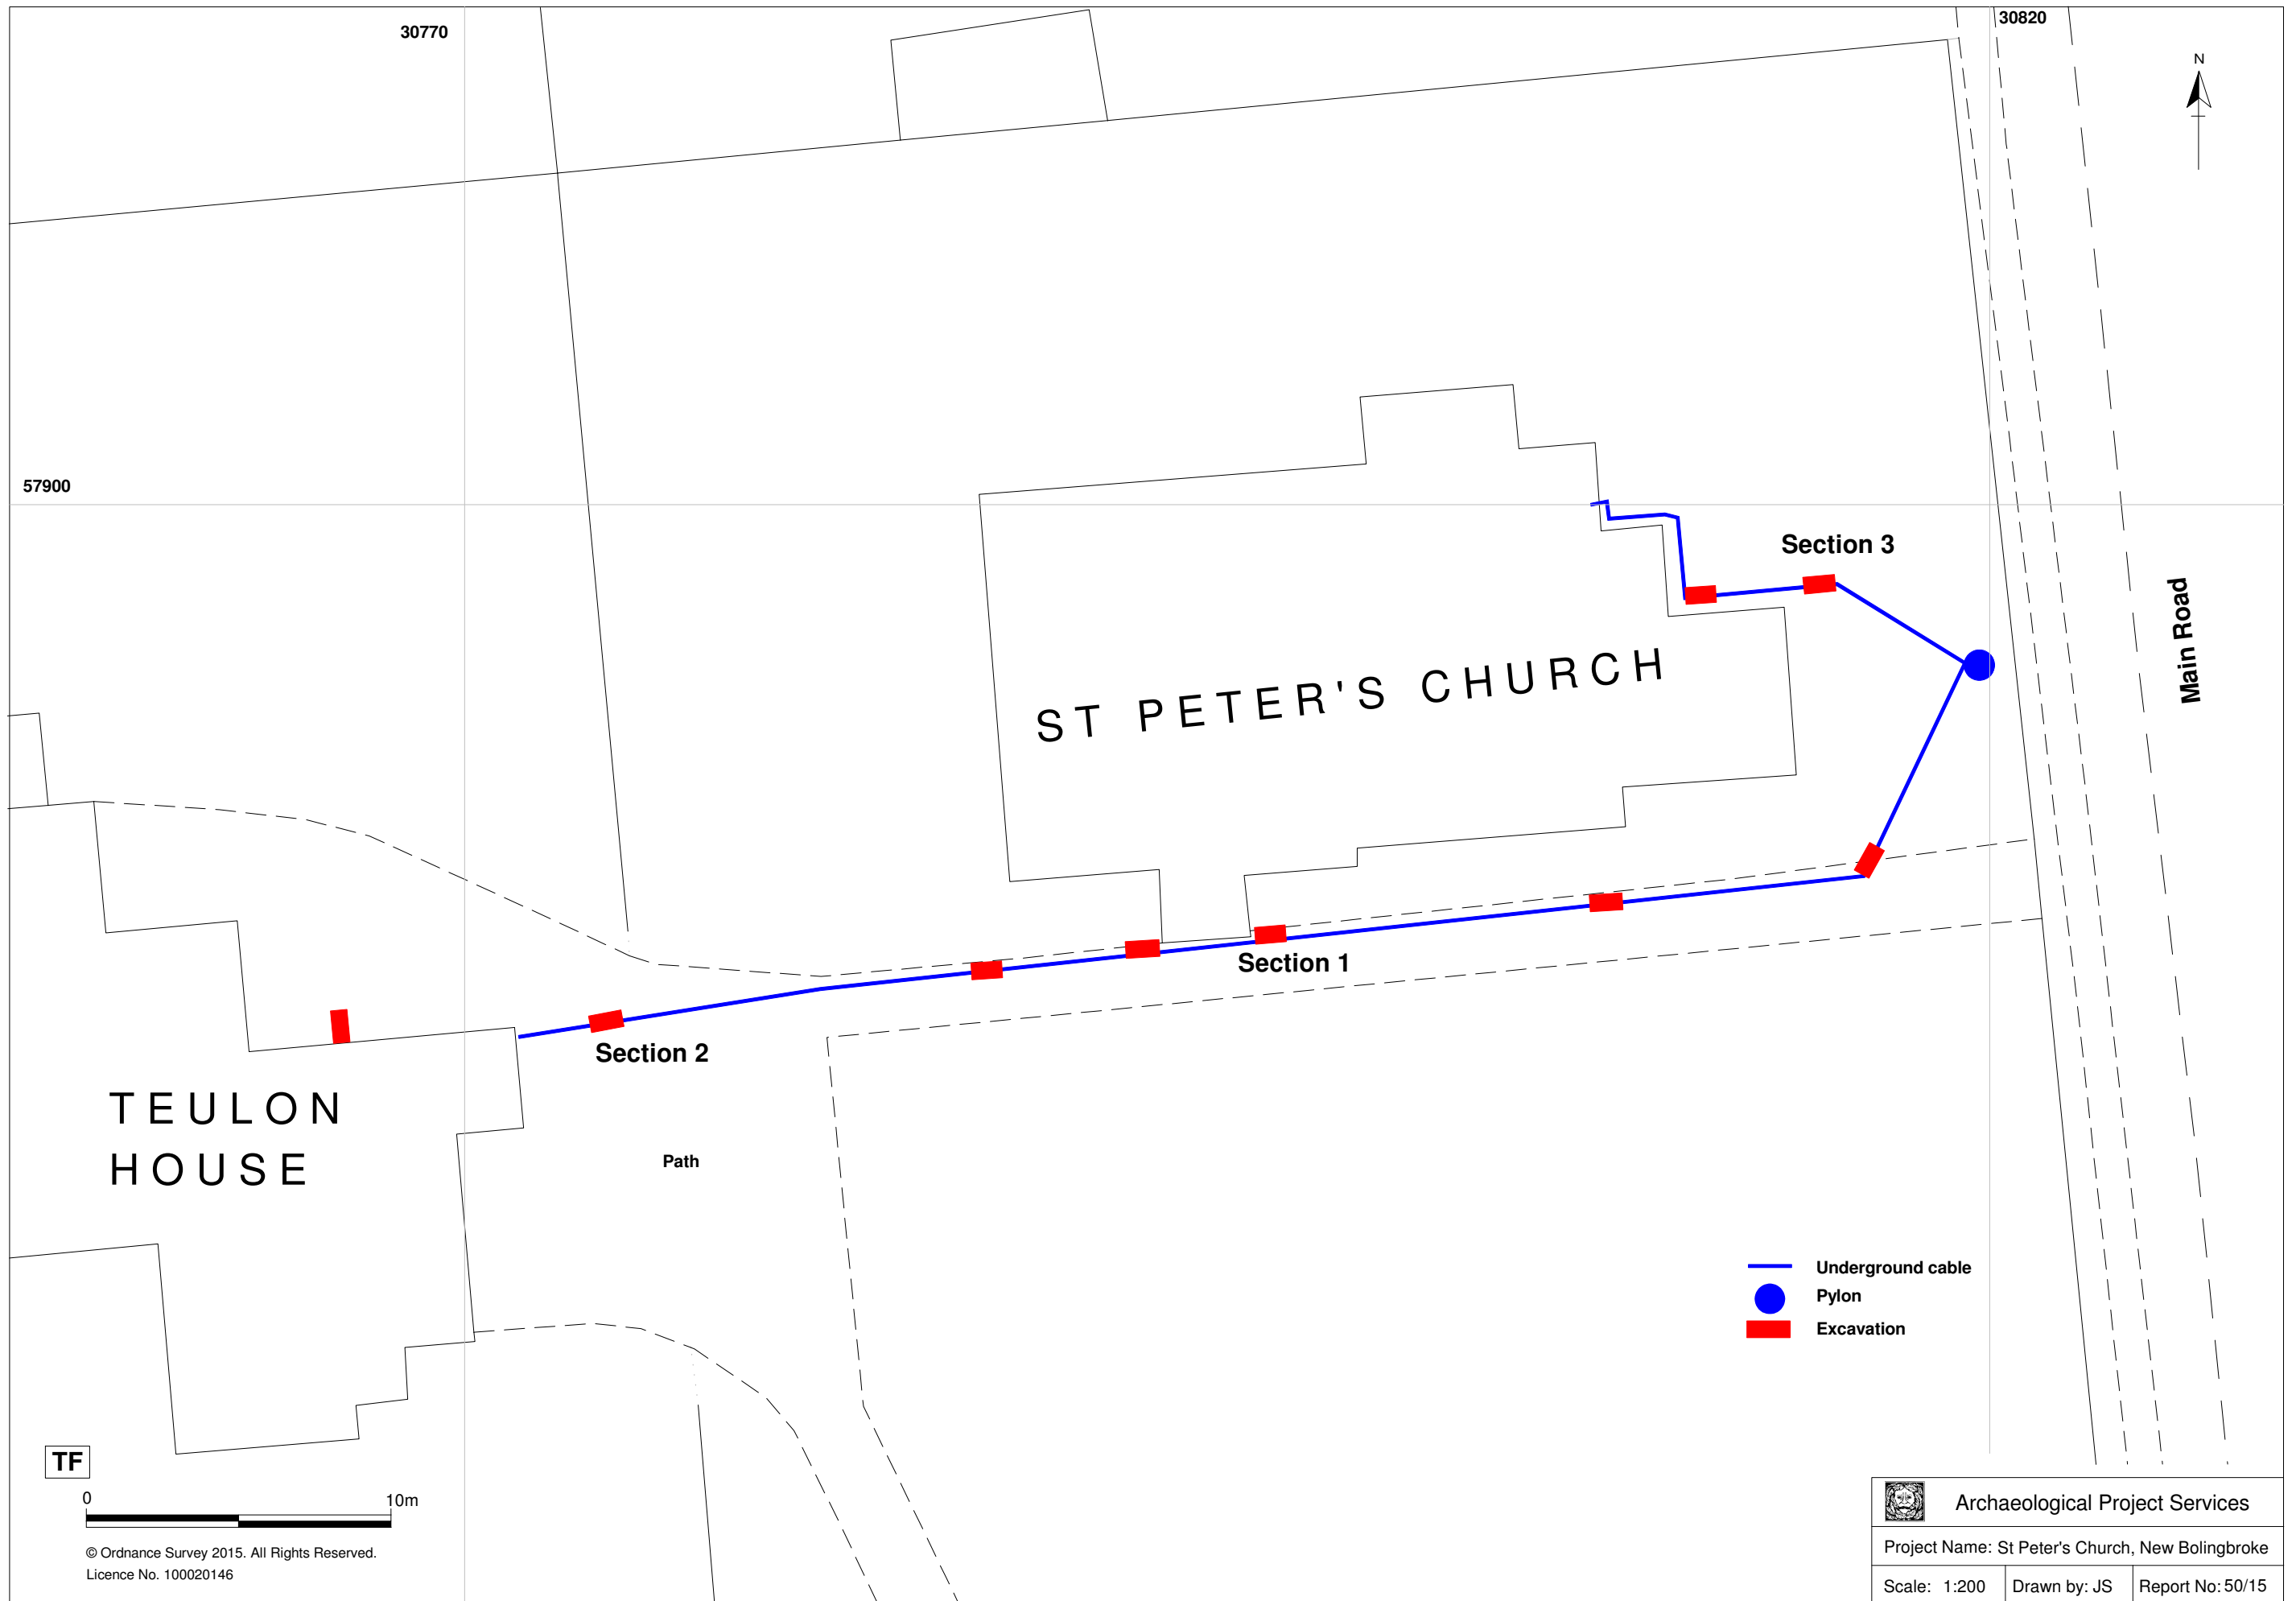 30770
30820
N
57900
Section 3
Main Road
ST PETER'S CHURCH
Section 1
Section 2
TEULON
HOUSE
Path
Underground cable
Pylon
Excavation
TF
0 10m
© Ordnance Survey 2015. All Rights Reserved.
Licence No. 100020146
Archaeological Project Services
Project Name: St Peter's Church, New Bolingbroke
Scale: 1:200 Drawn by: JS Report No: 50/15